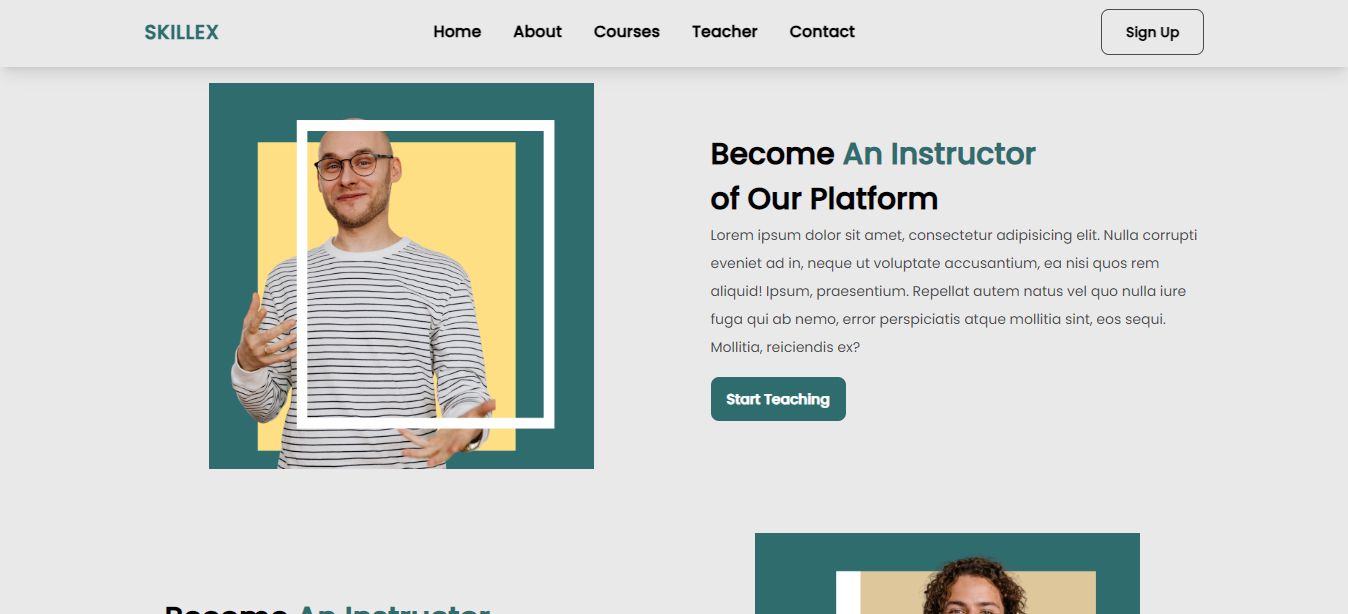 SKILLEX
Home About Courses Teacher Contact
Sign Up
Become An Instructor
of Our Platform
Lorem ipsum dolor sit amet, consectetur adipisicing elit. Nulla corrupti
eveniet ad in, neque ut voluptate accusantium, ea nisi quos rem
aliquid! Ipsum, praesentium. Repellat autem natus vel quo nulla iure
fuga qui ab nemo, error perspiciatis atque mollitia sint, eos sequi.
Mollitia, reiciendis ex?
Start Teaching
Become An Instructor